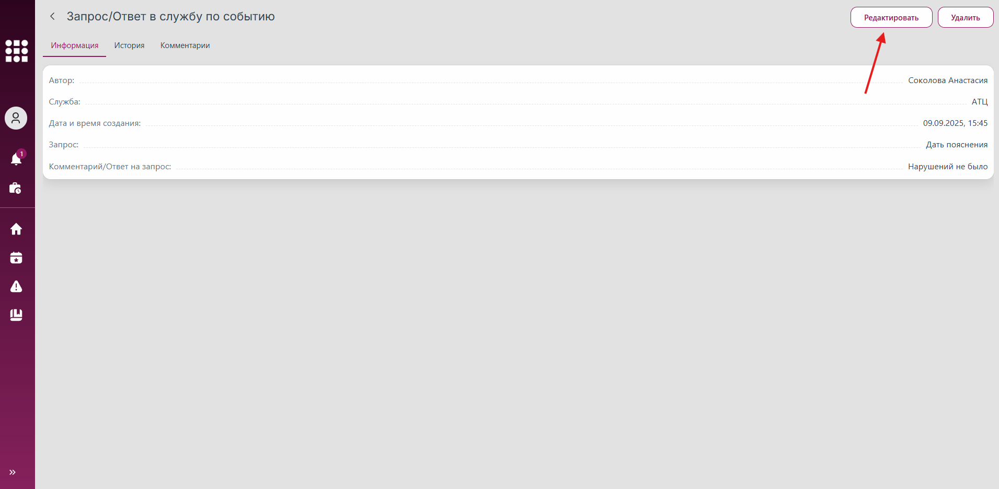 Запрос/Ответ в службу по событию
Редактировать
Удалить
Информация
История
Комментарии
Автор: Соколова Анастасия
Служба: АТЦ
Дата и время создания: 09.09.2025, 15:45
Запрос: Дать пояснения
Комментарий/Ответ на запрос: Нарушений не было
1